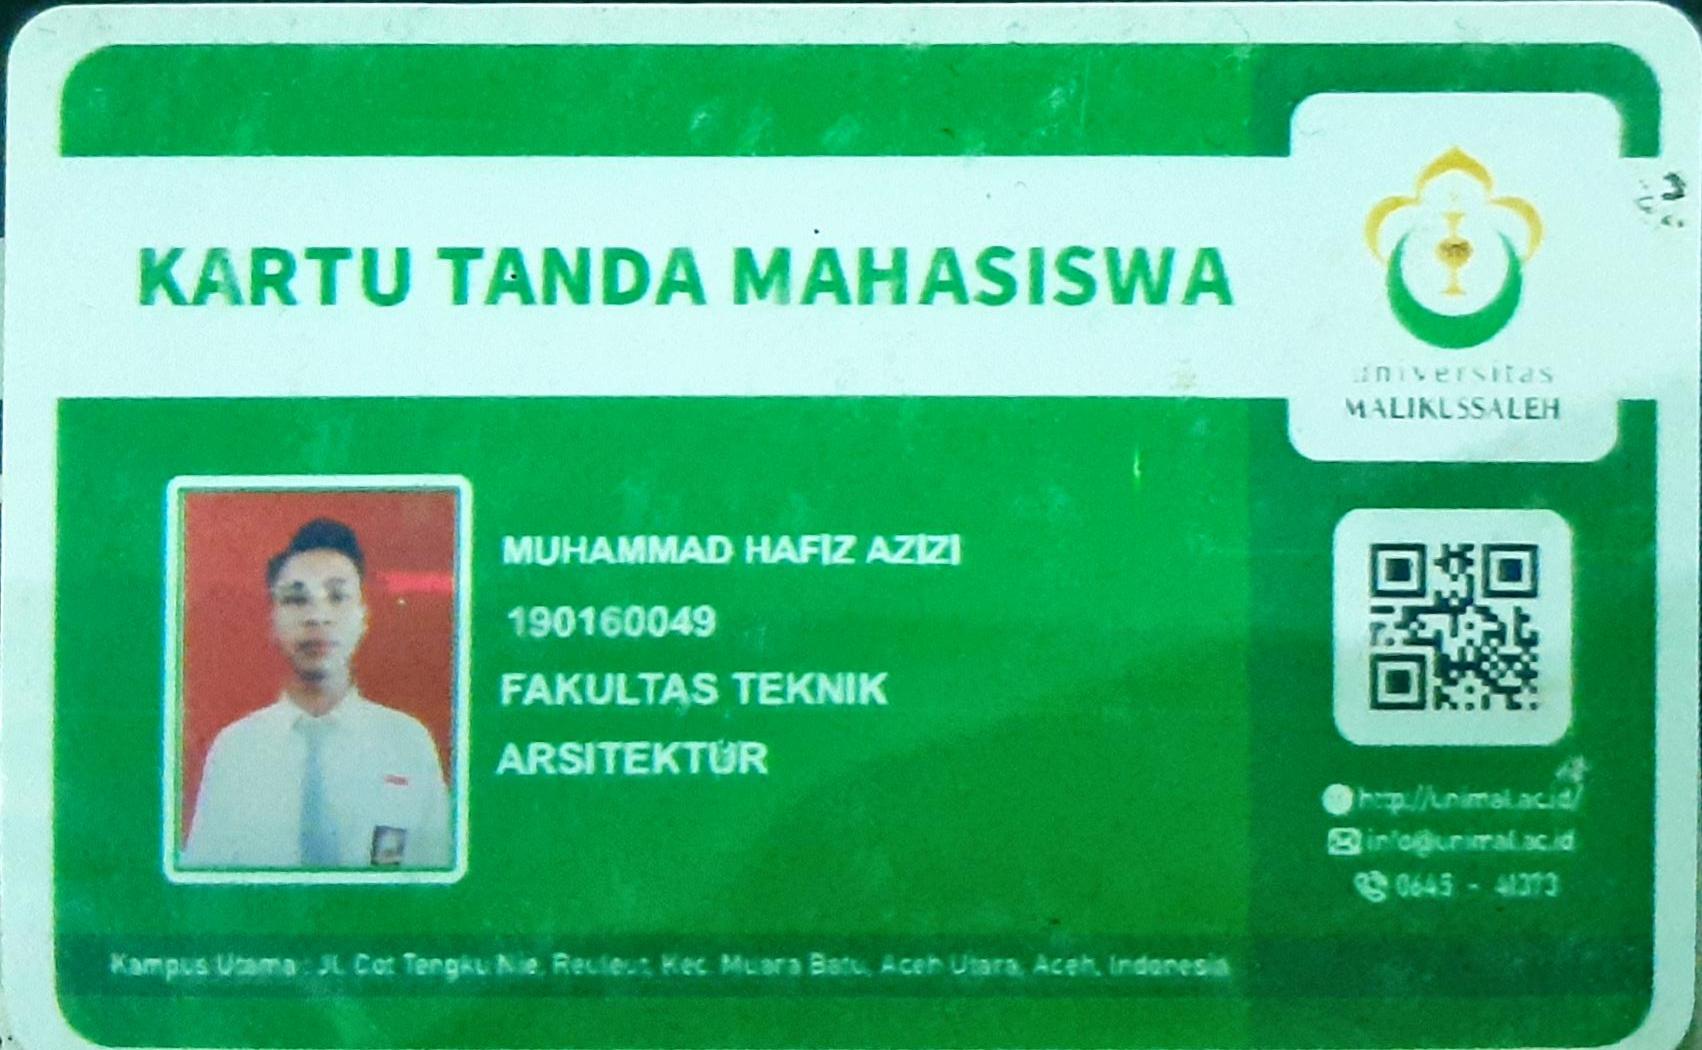 KARTU TANDA MAHASISWA
universitas
MALIKUSSALEH
MUHAMMAD HAFIZ AZIZI
190160049
FAKULTAS TEKNIK
ARSITEKTUR
http://unimal.ac.id/
info@unimal.ac.id
0645 - 41373
Kampus Utama : Jl. Cot Tengku Nie, Reuleut, Kec. Muara Batu, Aceh Utara, Aceh, Indonesia